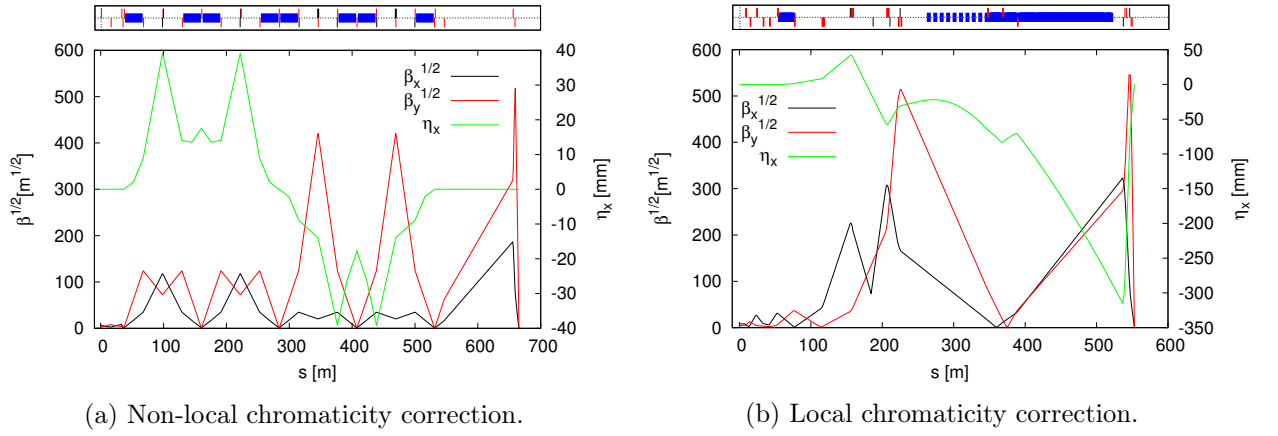 600
500
400
300
200
100
0
β^{1/2}[m^{1/2}]
0 100 200 300 400 500 600 700
s [m]
40
30
20
10
0
-10
-20
-30
-40
η_x [mm]
β_x^{1/2}
β_y^{1/2}
η_x
(a) Non-local chromaticity correction.
600
500
400
300
200
100
0
β^{1/2}[m^{1/2}]
0 100 200 300 400 500 600
s [m]
50
0
-50
-100
-150
-200
-250
-300
-350
η_x [mm]
β_x^{1/2}
β_y^{1/2}
η_x
(b) Local chromaticity correction.